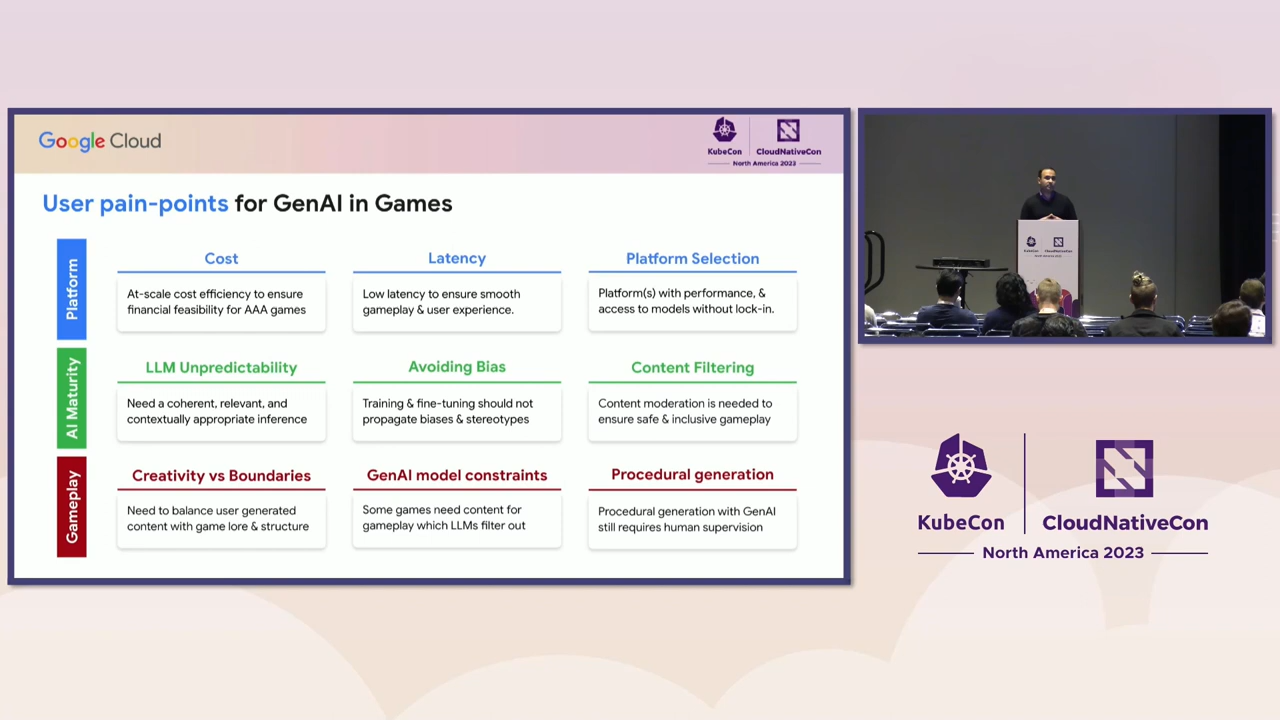 Google Cloud
KubeCon
CloudNativeCon
North America 2023
User pain-points for GenAI in Games
Platform
Cost
At-scale cost efficiency to ensure
financial feasibility for AAA games
Latency
Low latency to ensure smooth
gameplay & user experience.
Platform Selection
Platform(s) with performance, &
access to models without lock-in.
AI Maturity
LLM Unpredictability
Need a coherent, relevant, and
contextually appropriate inference
Avoiding Bias
Training & fine-tuning should not
propagate biases & stereotypes
Content Filtering
Content moderation is needed to
ensure safe & inclusive gameplay
Gameplay
Creativity vs Boundaries
Need to balance user generated
content with game lore & structure
GenAI model constraints
Some games need content for
gameplay which LLMs filter out
Procedural generation
Procedural generation with GenAI
still requires human supervision
KubeCon
CloudNativeCon
KubeCon
CloudNativeCon
North America 2023